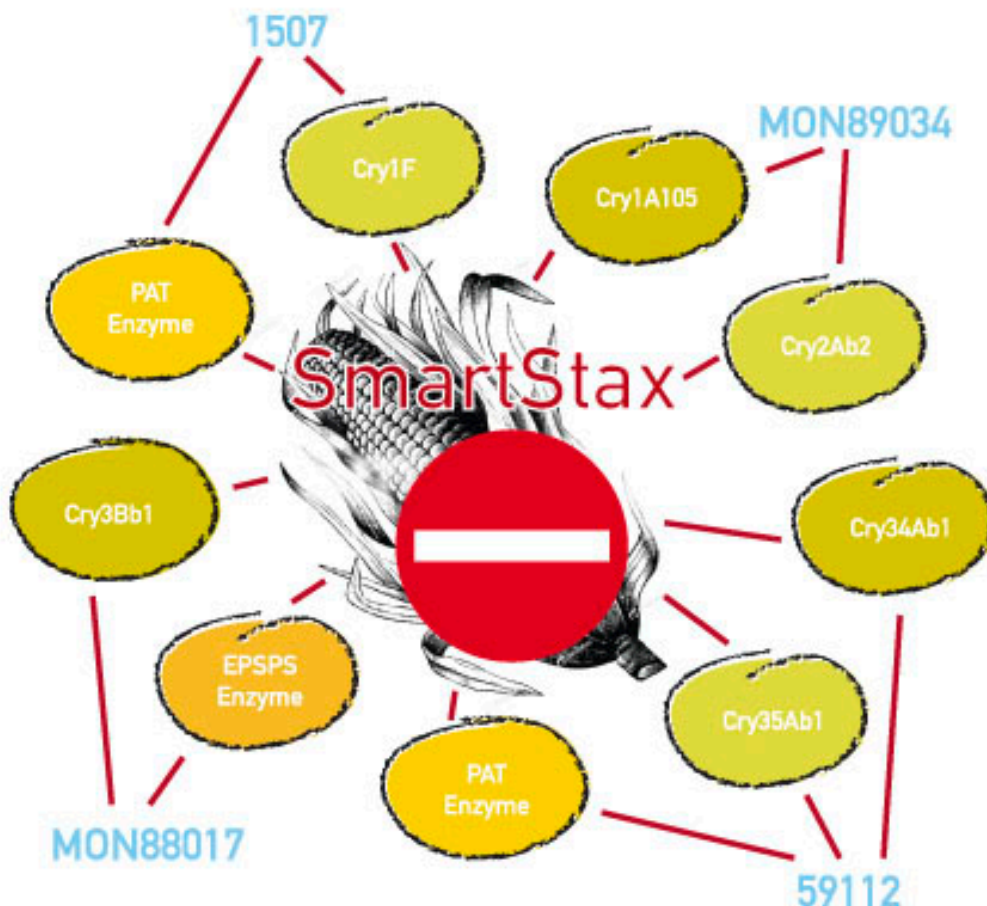 1507
MON89034
Cry1F
Cry1A105
PAT
Enzyme
Cry2Ab2
SmartStax
Cry3Bb1
Cry34Ab1
EPSPS
Enzyme
Cry35Ab1
PAT
Enzyme
MON88017
59112